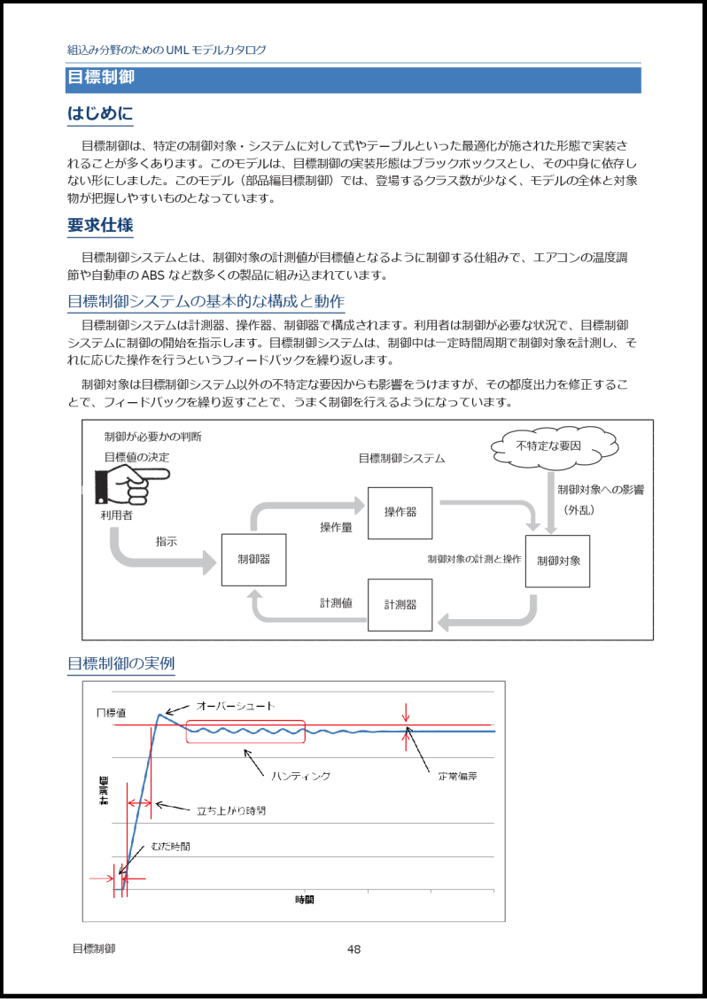 組込み分野のための UML モデルカタログ
目標制御
はじめに
目標制御は、特定の制御対象・システムに対して式やテーブルといった最適化が施された形態で実装さ
れることが多くあります。このモデルは、目標制御の実装形態はブラックボックスとし、その中身に依存し
ない形にしました。このモデル（部品編目標制御）では、登場するクラス数が少なく、モデルの全体と対象
物が把握しやすいものとなっています。
要求仕様
目標制御システムとは、制御対象の計測値が目標値となるように制御する仕組みで、エアコンの温度調
節や自動車の ABS など数多くの製品に組み込まれています。
目標制御システムの基本的な構成と動作
目標制御システムは計測器、操作器、制御器で構成されます。利用者は制御が必要な状況で、目標制御
システムに制御の開始を指示します。目標制御システムは、制御中は一定時間周期で制御対象を計測し、そ
れに応じた操作を行うというフィードバックを繰り返します。
制御対象は目標制御システム以外の不特定な要因からも影響をうけますが、その都度出力を修正するこ
とで、フィードバックを繰り返すことで、うまく制御を行えるようになっています。
制御が必要かの判断
目標値の決定
不特定な要因
目標制御システム
制御対象への影響
（外乱）
利用者
操作器
操作量
指示
制御器
制御対象の計測と操作
制御対象
計測値
計測器
目標制御の実例
オーバーシュート
目標値
ハンティング
定常偏差
計測値
立ち上がり時間
むだ時間
時間
目標制御
48